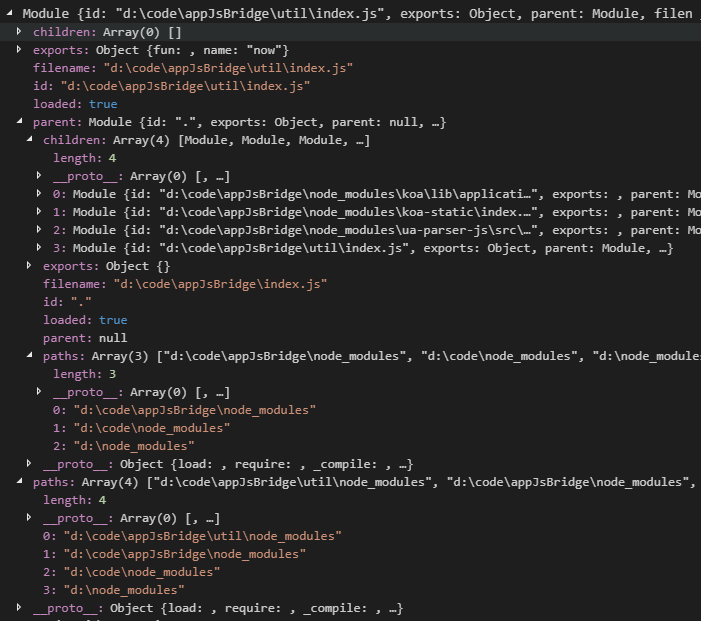 Module {id: "d:\code\appJsBridge\util\index.js", exports: Object, parent: Module, filen
children: Array(0) []
exports: Object {fun: , name: "now"}
filename: "d:\code\appJsBridge\util\index.js"
id: "d:\code\appJsBridge\util\index.js"
loaded: true
parent: Module {id: ".", exports: Object, parent: null, …}
children: Array(4) [Module, Module, Module, …]
length: 4
__proto__: Array(0) [, …]
0: Module {id: "d:\code\appJsBridge\node_modules\koa\lib\applicati…", exports: , parent: Mo
1: Module {id: "d:\code\appJsBridge\node_modules\koa-static\index.…", exports: , parent: Mo
2: Module {id: "d:\code\appJsBridge\node_modules\ua-parser-js\src\…", exports: , parent: Mo
3: Module {id: "d:\code\appJsBridge\util\index.js", exports: Object, parent: Module, …}
exports: Object {}
filename: "d:\code\appJsBridge\index.js"
id: "."
loaded: true
parent: null
paths: Array(3) ["d:\code\appJsBridge\node_modules", "d:\code\node_modules", "d:\node_modules
length: 3
__proto__: Array(0) [, …]
0: "d:\code\appJsBridge\node_modules"
1: "d:\code\node_modules"
2: "d:\node_modules"
__proto__: Object {load: , require: , _compile: , …}
paths: Array(4) ["d:\code\appJsBridge\util\node_modules", "d:\code\appJsBridge\node_modules",
length: 4
__proto__: Array(0) [, …]
0: "d:\code\appJsBridge\util\node_modules"
1: "d:\code\appJsBridge\node_modules"
2: "d:\code\node_modules"
3: "d:\node_modules"
__proto__: Object {load: , require: , _compile: , …}